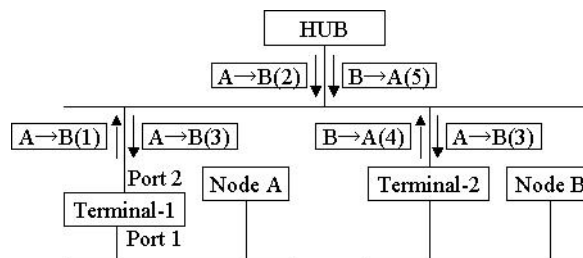 HUB
A→B(2) B→A(5)
A→B(1) A→B(3) B→A(4) A→B(3)
Port 2 Node A Terminal-2 Node B
Terminal-1
Port 1